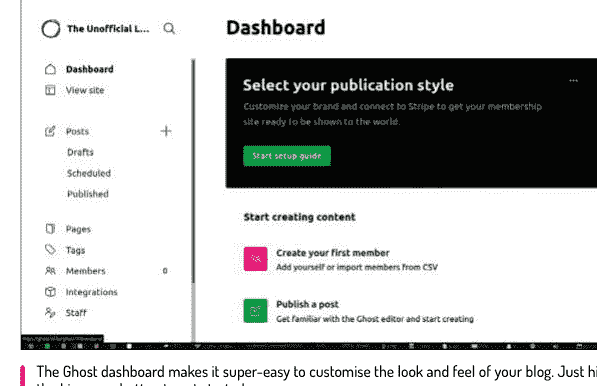 The Unofficial L...
Dashboard
Dashboard
View site
Posts
Drafts
Scheduled
Published
Pages
Tags
Members 0
Integrations
Staff
Select your publication style
Customize your brand and connect to Stripe to get your membership
site ready to be shown to the world.
Start setup guide
Start creating content
Create your first member
Add yourself or import members from CSV
Publish a post
Get familiar with the Ghost editor and start creating
The Ghost dashboard makes it super-easy to customise the look and feel of your blog. Just hi